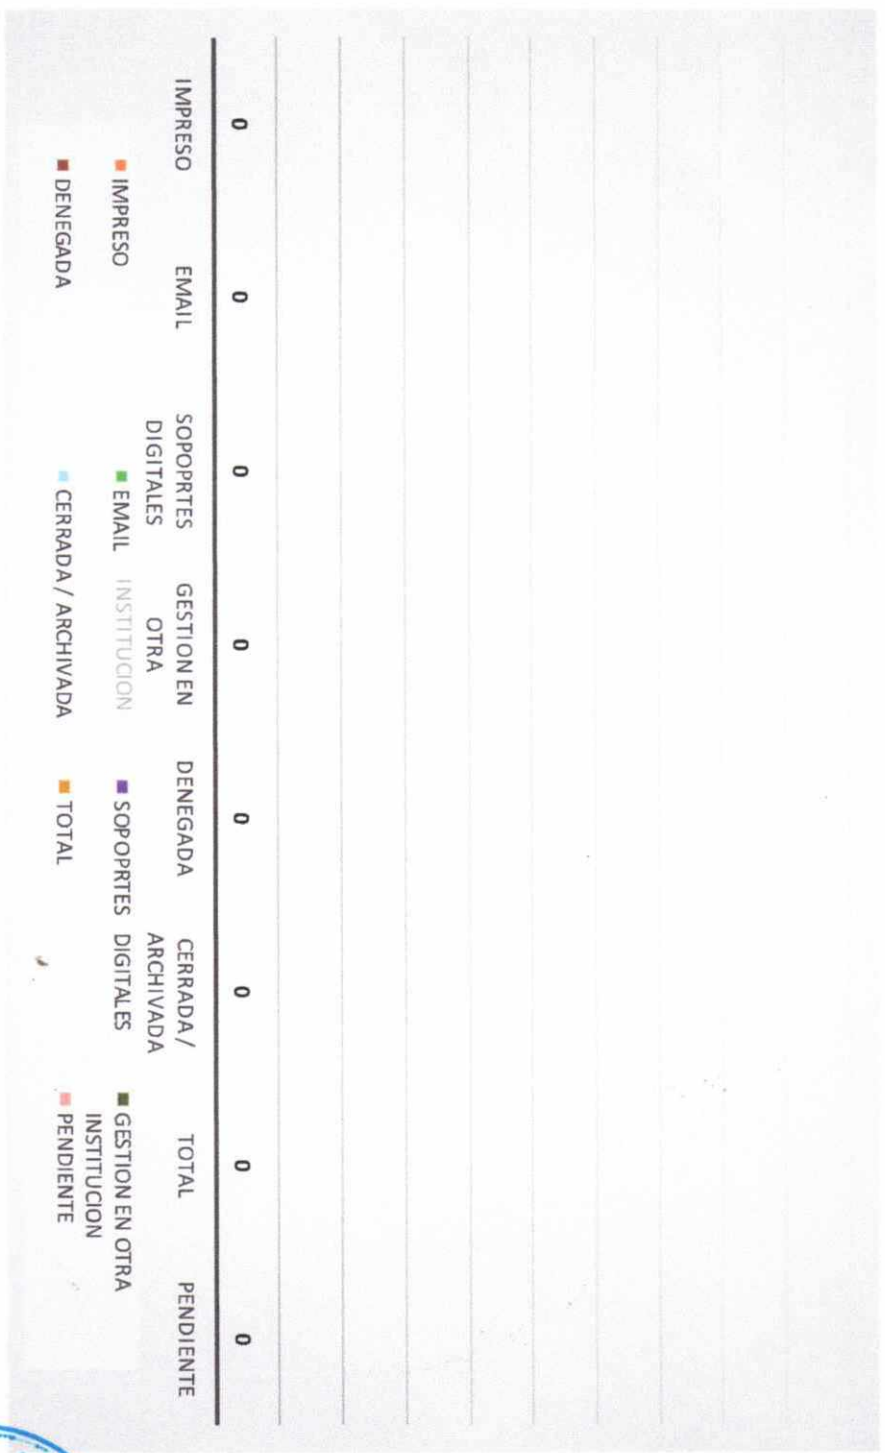 0 0 0 0 0 0 0 0
IMPRESO EMAIL SOPOPRTES GESTION EN DENEGADA CERRADA / TOTAL PENDIENTE
DIGITALES OTRA ARCHIVADA
INSTITUCION
IMPRESO EMAIL SOPOPRTES DIGITALES GESTION EN OTRA
INSTITUCION
DENEGADA CERRADA / ARCHIVADA TOTAL PENDIENTE